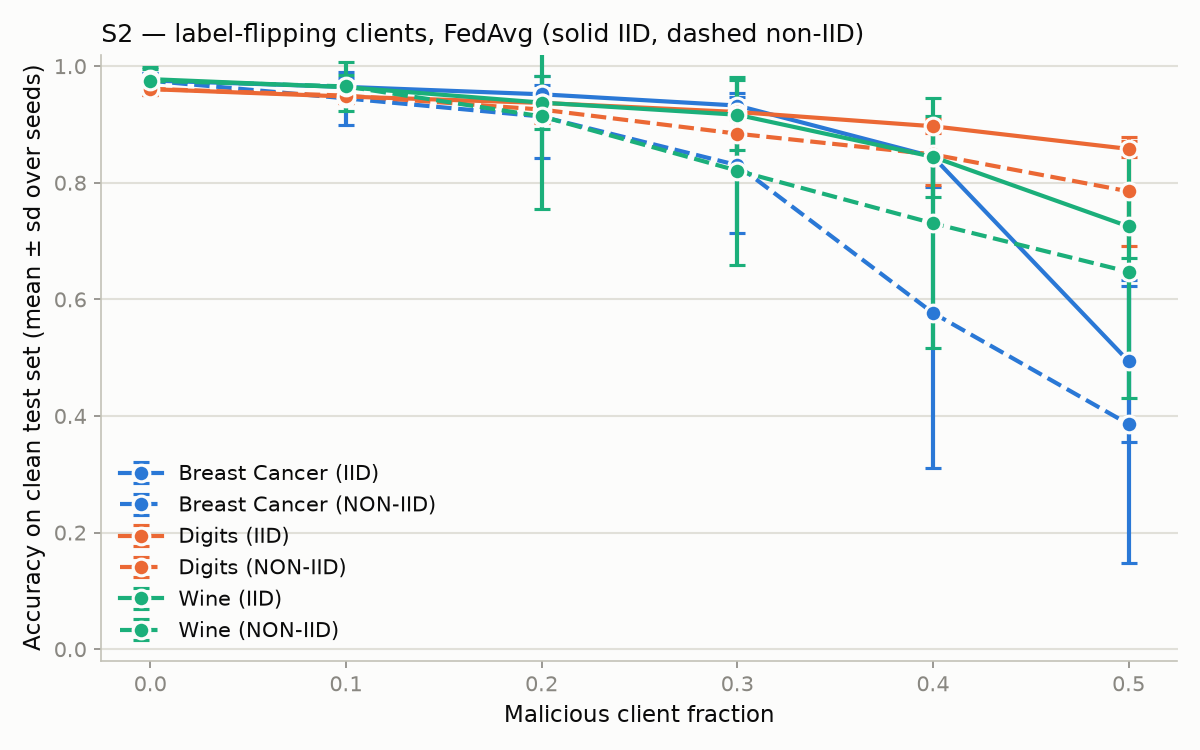 S2 — label-flipping clients, FedAvg (solid IID, dashed non-IID)
Accuracy on clean test set (mean ± sd over seeds)
1.0
0.8
0.6
0.4
0.2
0.0
Breast Cancer (IID)
Breast Cancer (NON-IID)
Digits (IID)
Digits (NON-IID)
Wine (IID)
Wine (NON-IID)
0.0 0.1 0.2 0.3 0.4 0.5
Malicious client fraction